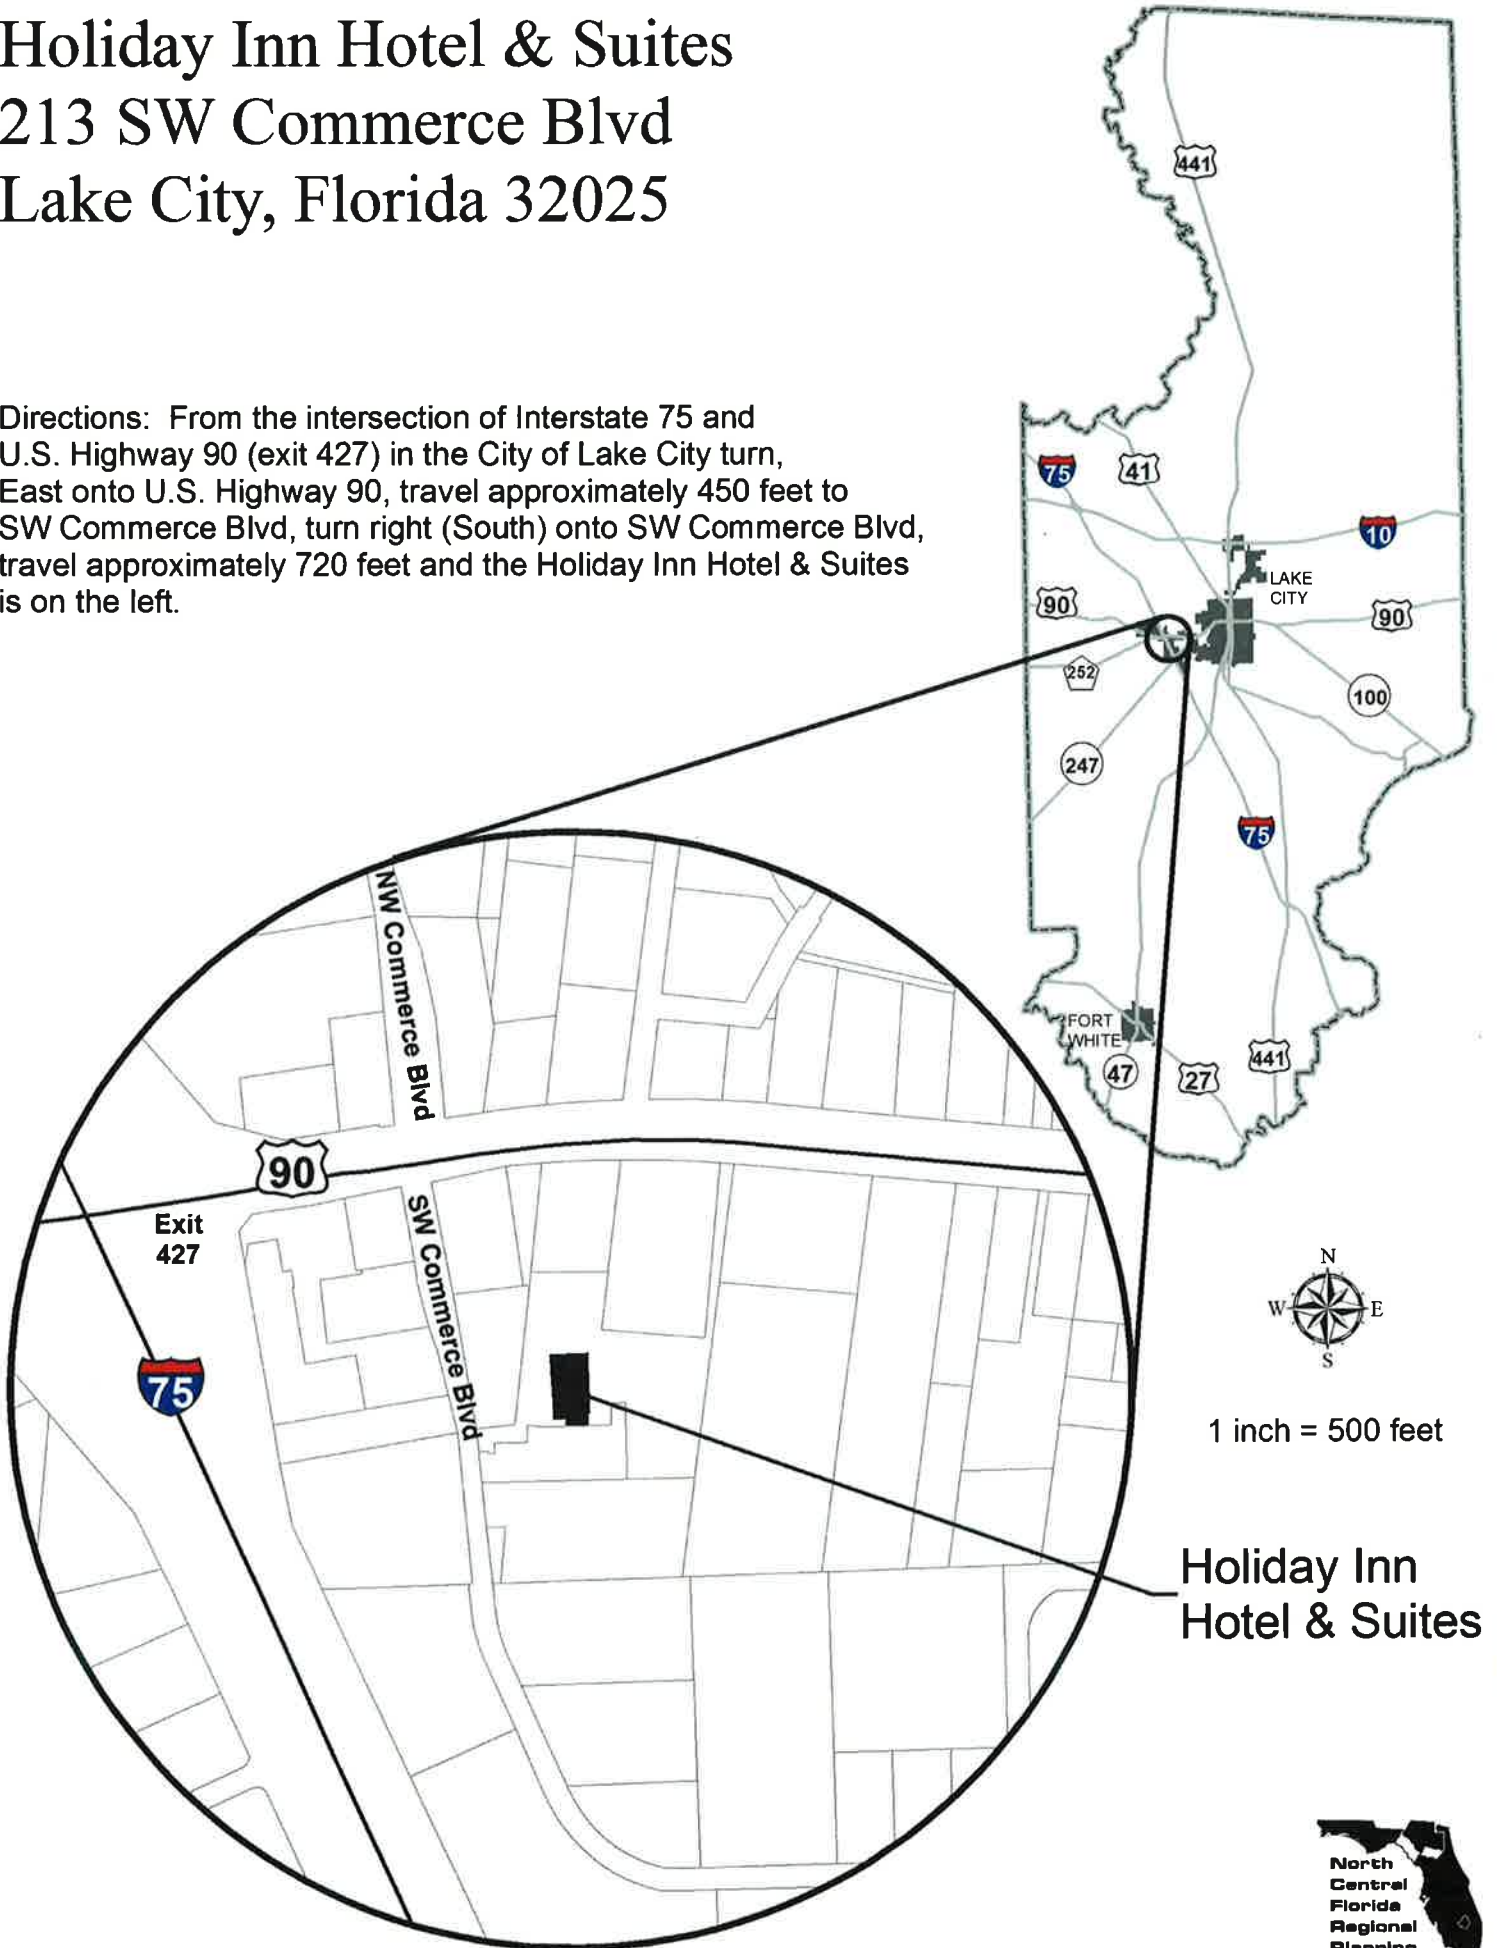 Holiday Inn Hotel & Suites
213 SW Commerce Blvd
Lake City, Florida 32025
Directions: From the intersection of Interstate 75 and
U.S. Highway 90 (exit 427) in the City of Lake City turn,
East onto U.S. Highway 90, travel approximately 450 feet to
SW Commerce Blvd, turn right (South) onto SW Commerce Blvd,
travel approximately 720 feet and the Holiday Inn Hotel & Suites
is on the left.
441
75
41
10
LAKE
CITY
90
90
252
100
247
75
FORT
WHITE
47
27
441
NW Commerce Blvd
90
Exit
427
SW Commerce Blvd
75
N
W
E
S
1 inch = 500 feet
Holiday Inn
Hotel & Suites
North
Central
Florida
Regional
Planning